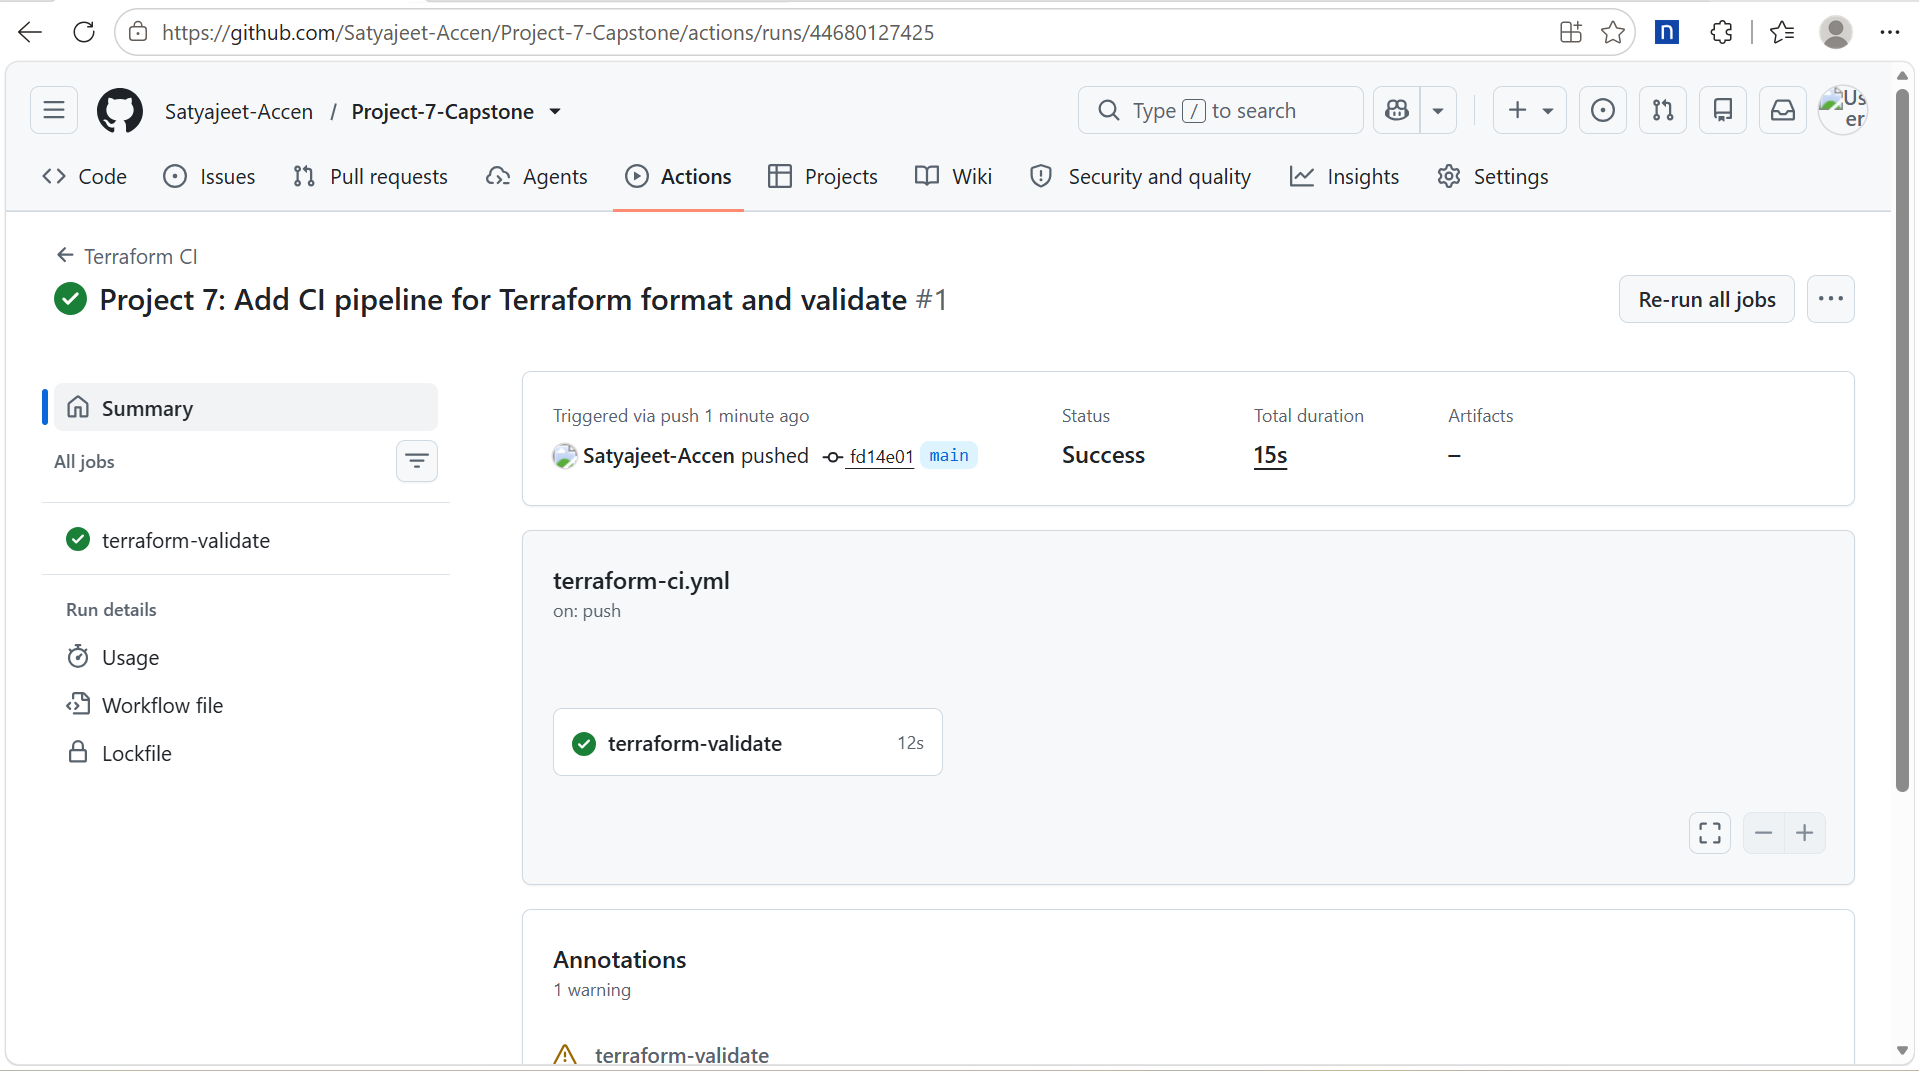 https://github.com/Satyajeet-Accen/Project-7-Capstone/actions/runs/44680127425
n
Satyajeet-Accen / Project-7-Capstone
Type / to search
User
Code Issues Pull requests Agents Actions Projects Wiki Security and quality Insights Settings
Terraform CI
Project 7: Add CI pipeline for Terraform format and validate #1
Re-run all jobs
Summary
All jobs
terraform-validate
Run details
Usage
Workflow file
Lockfile
Triggered via push 1 minute ago
Satyajeet-Accen pushed fd14e01 main
Status
Success
Total duration
15s
Artifacts
–
terraform-ci.yml
on: push
terraform-validate 12s
Annotations
1 warning
terraform-validate